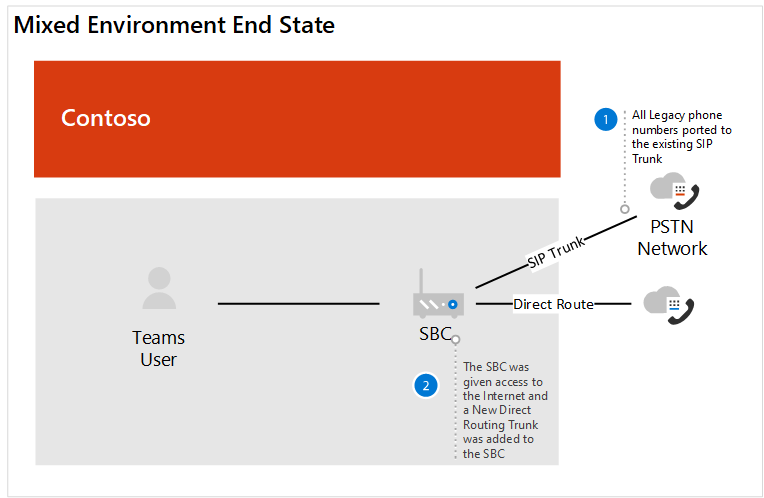 Mixed Environment End State
Contoso
1
All Legacy phone
numbers ported to
the existing SIP
Trunk
PSTN
Network
SIP Trunk
Direct Route
Teams
User
SBC
2
The SBC was
given access to
the Internet and
a New Direct
Routing Trunk
was added to
the SBC